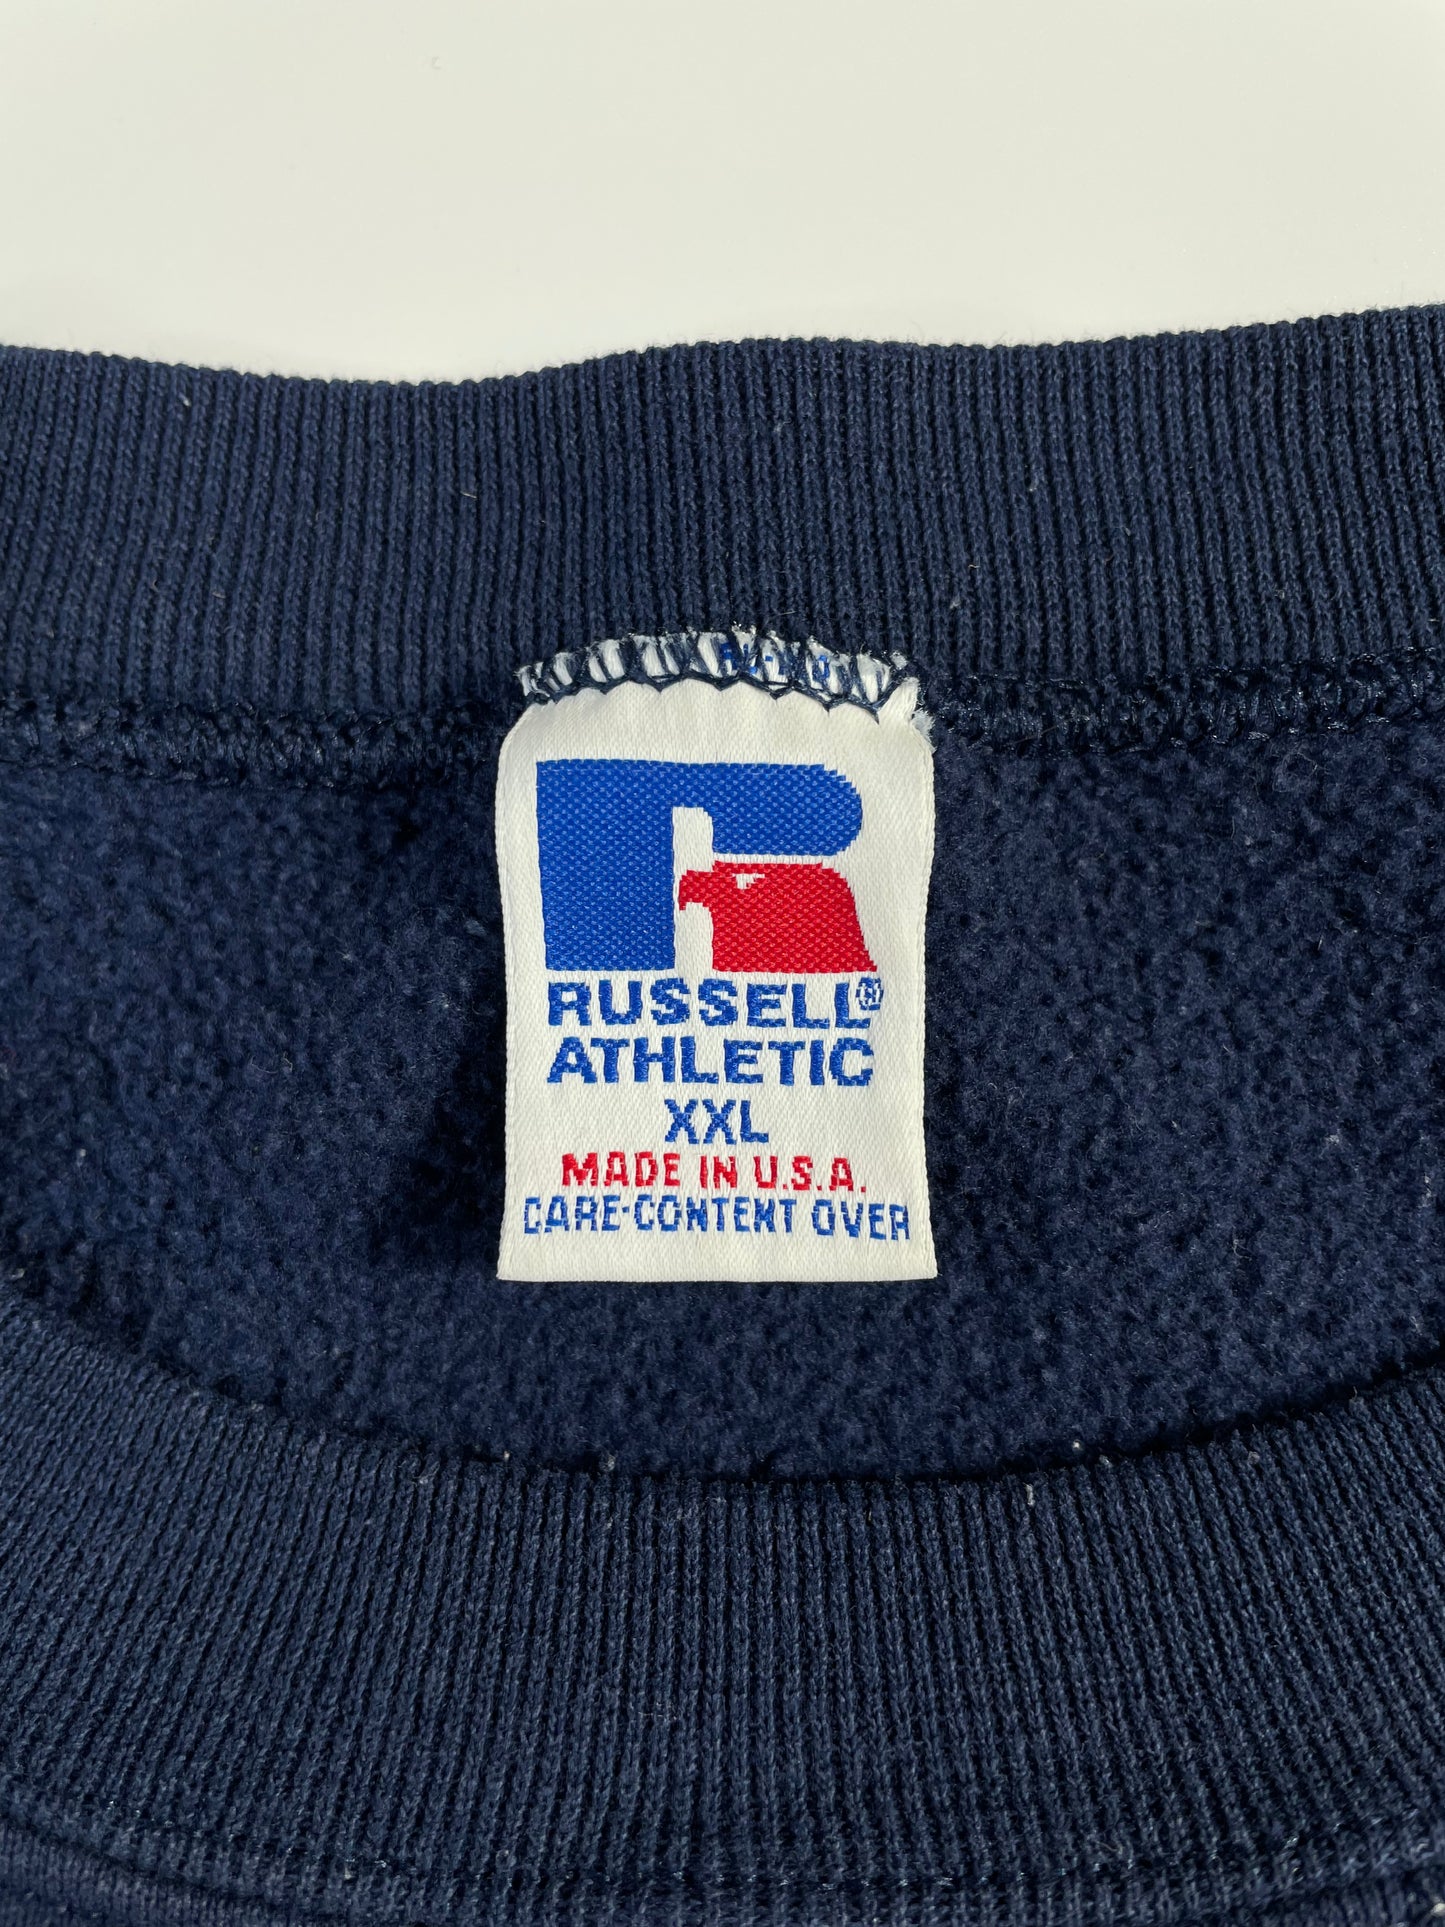 RUSSELL®
ATHLETIC
XXL
MADE IN U.S.A.
CARE-CONTENT OVER